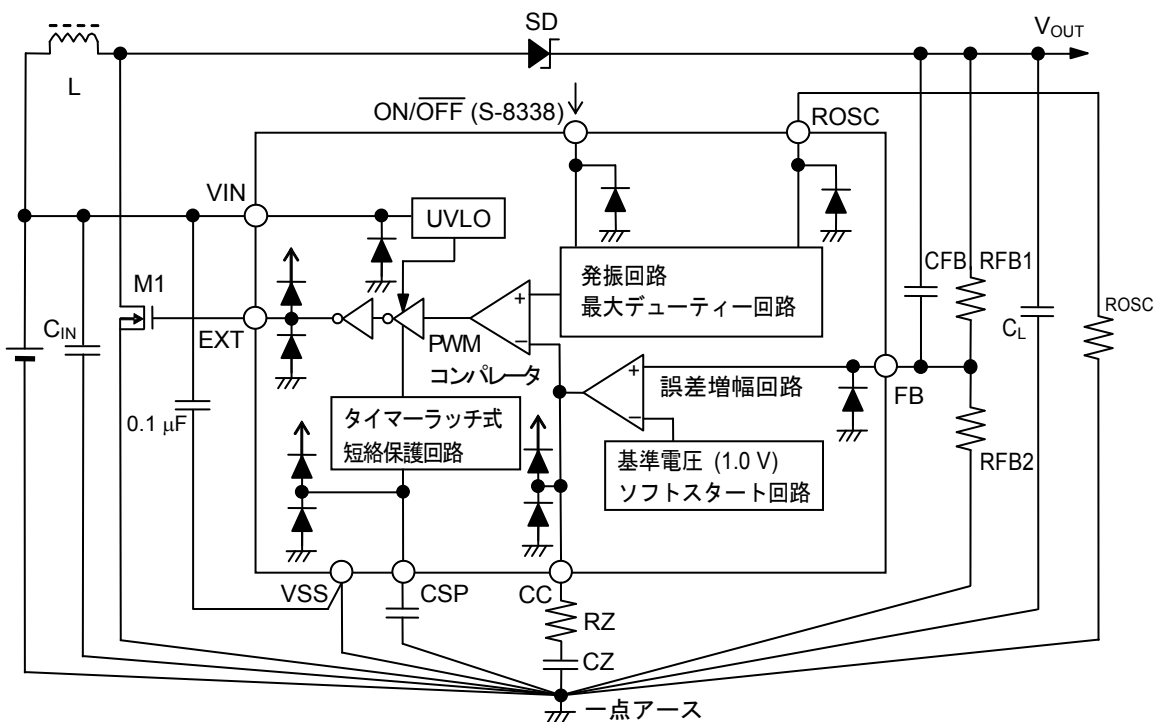 SD
VOUT
L
ON/OFF (S-8338)
ROSC
VIN
UVLO
M1
発振回路
最大デューティー回路
CFB
RFB1
ROSC
CIN
EXT
PWM
コンパレータ
+
−
CL
+
−
誤差増幅回路
FB
0.1 μF
タイマーラッチ式
短絡保護回路
基準電圧 (1.0 V)
ソフトスタート回路
RFB2
VSS
CSP
CC
RZ
CZ
一点アース